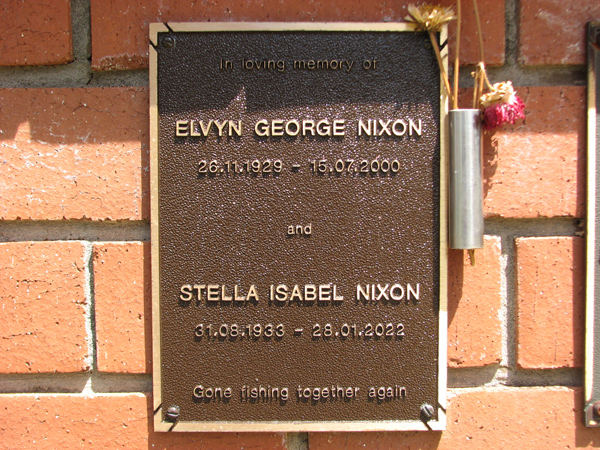 In loving memory of
ELVYN GEORGE NIXON
26.11.1929 - 15.07.2000
and
STELLA ISABEL NIXON
31.08.1933 - 28.01.2022
Gone fishing together again